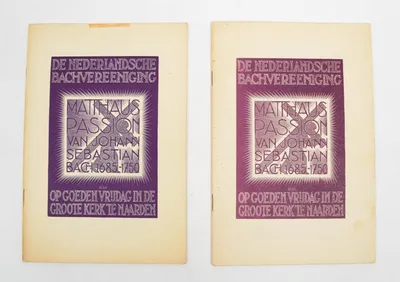 DE NEDERLANDSCHE
BACHVEREENIGING
MATTHÄUS
PASSION
VAN JOHANN
SEBASTIAN
BACH 1685-1750
OP GOEDEN VRIJDAG IN DE
GROOTE KERK TE NAARDEN
DE NEDERLANDSCHE
BACHVEREENIGING
MATTHÄUS
PASSION
VAN JOHANN
SEBASTIAN
BACH 1685-1750
OP GOEDEN VRIJDAG IN DE
GROOTE KERK TE NAARDEN